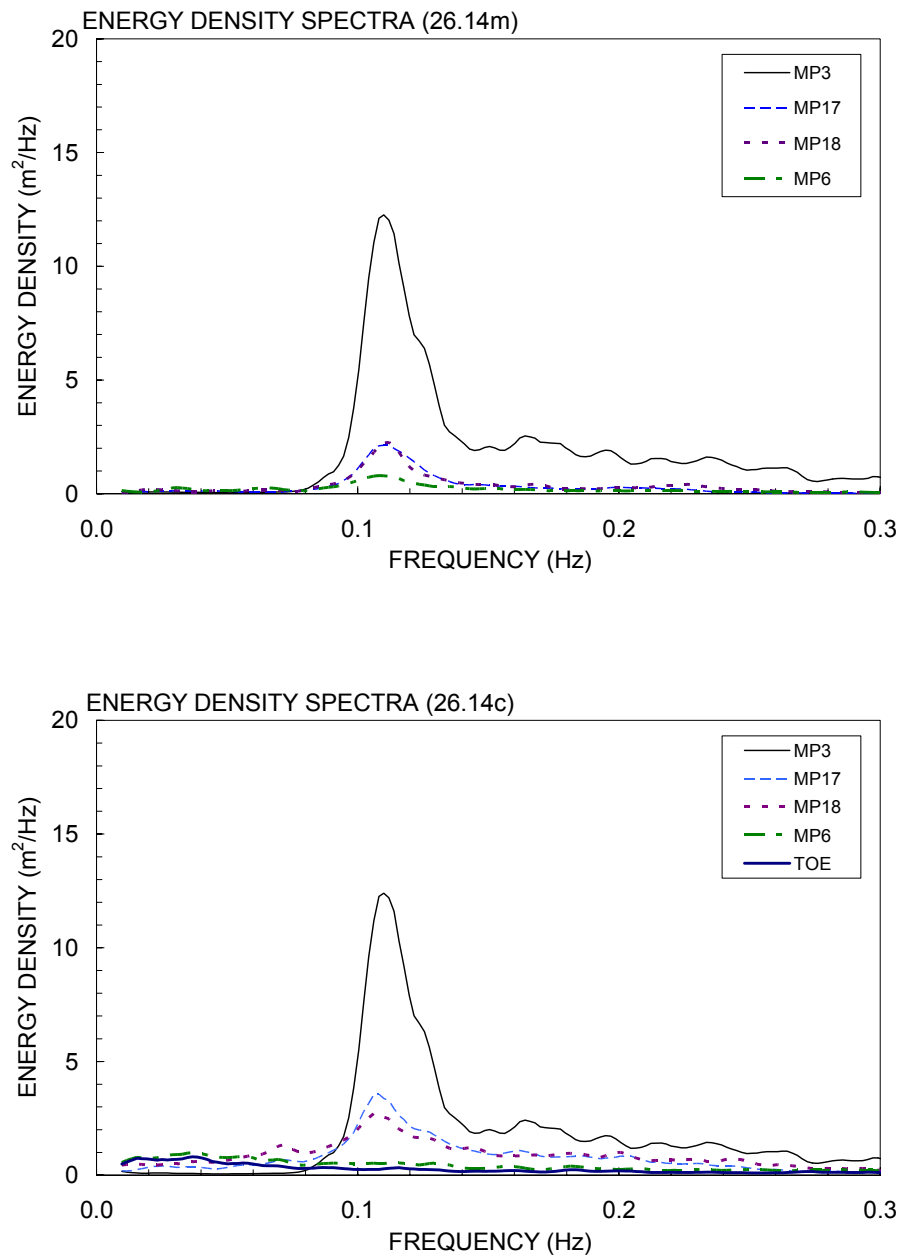 ENERGY DENSITY SPECTRA (26.14m)
20
15
10
5
0
ENERGY DENSITY (m²/Hz)
MP3
MP17
MP18
MP6
0.0 0.1 0.2 0.3
FREQUENCY (Hz)
ENERGY DENSITY SPECTRA (26.14c)
20
15
10
5
0
ENERGY DENSITY (m²/Hz)
MP3
MP17
MP18
MP6
TOE
0.0 0.1 0.2 0.3
FREQUENCY (Hz)